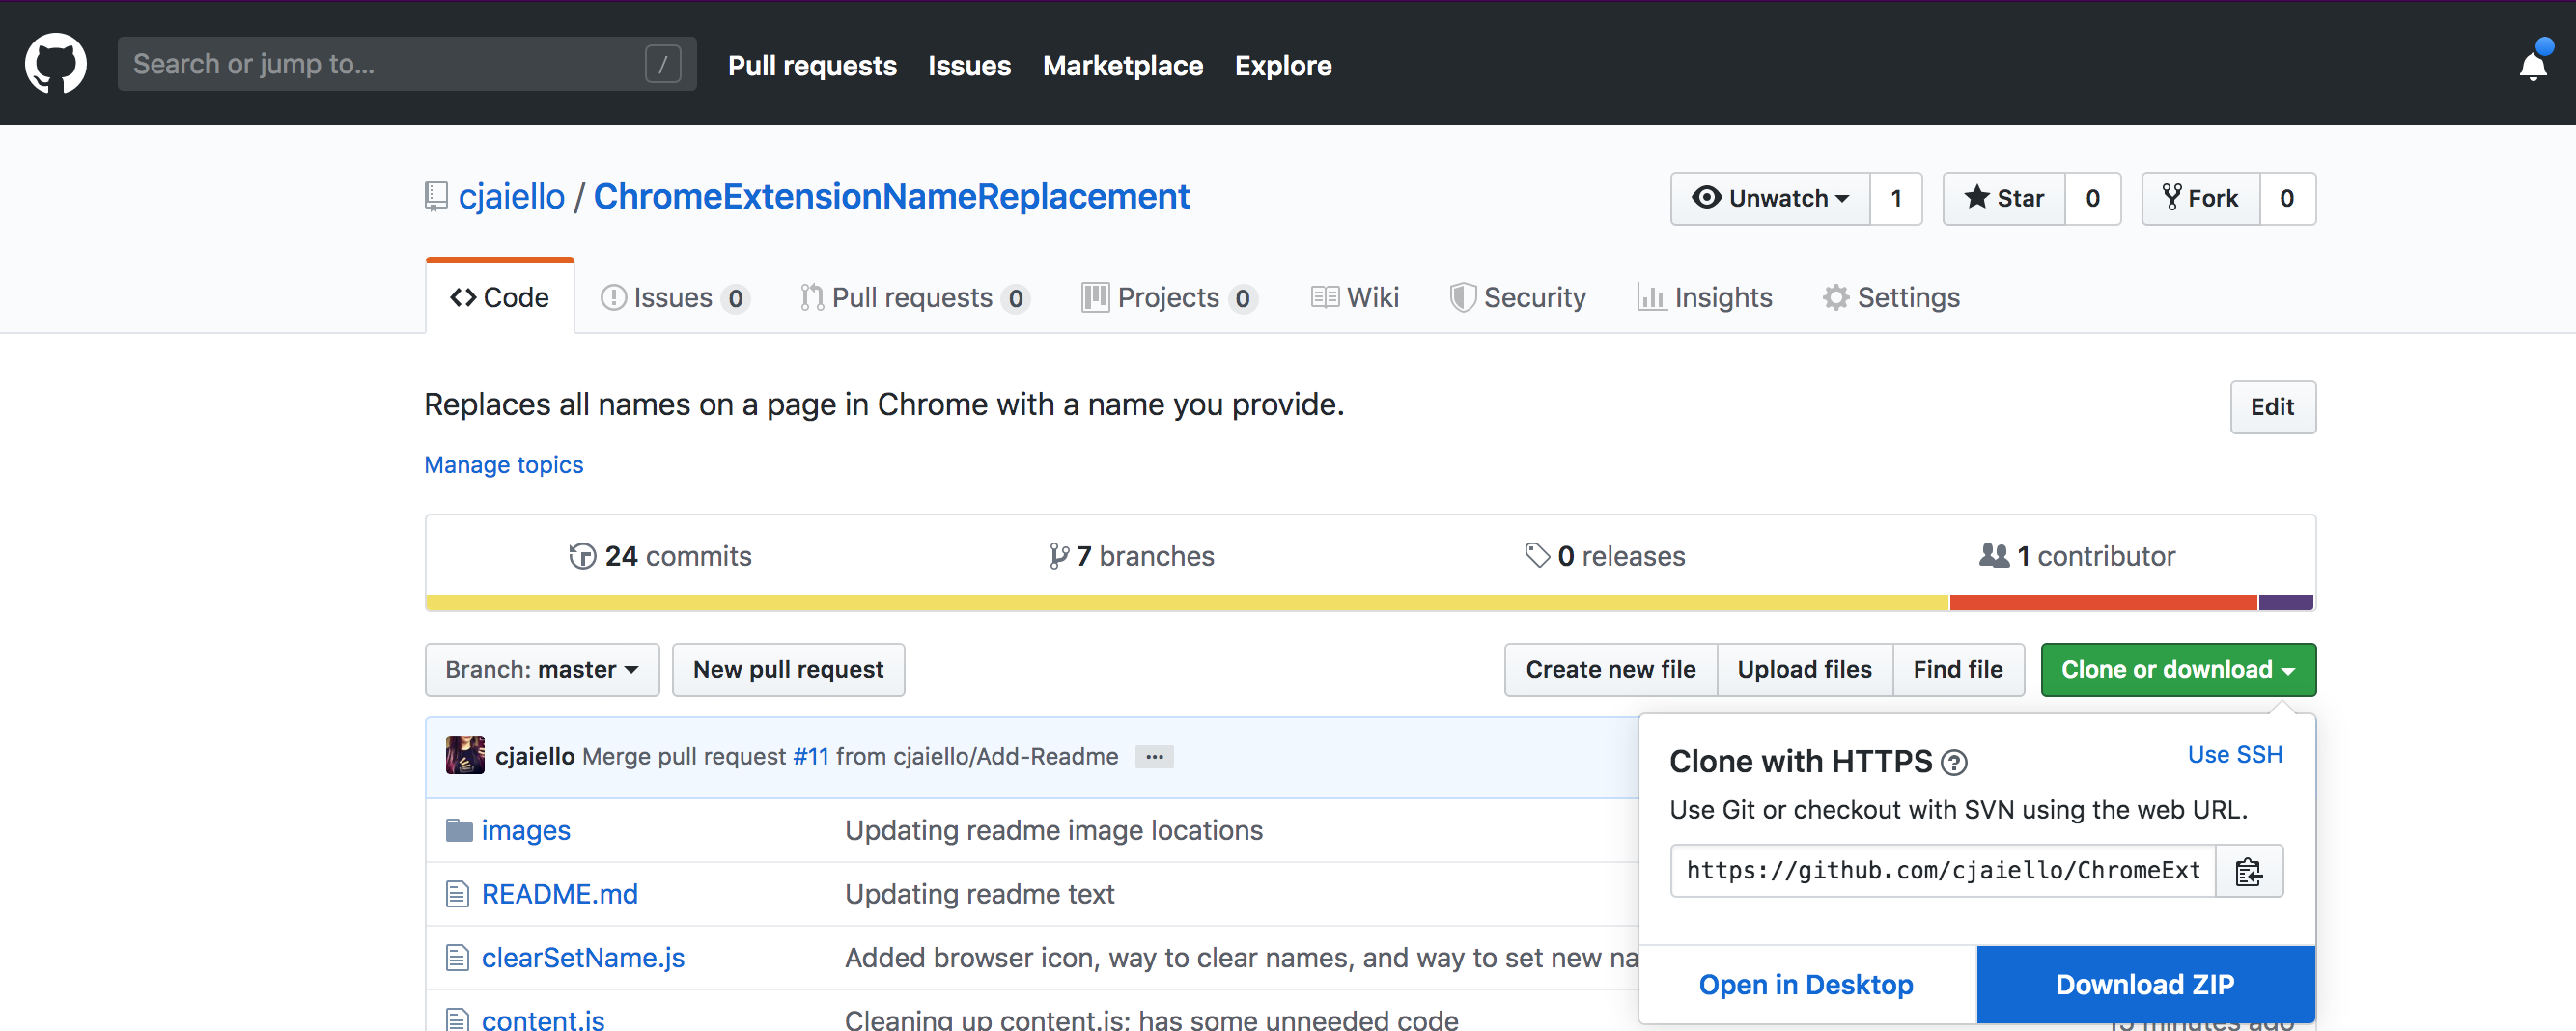 Search or jump to... /
Pull requests Issues Marketplace Explore
cjaiello / ChromeExtensionNameReplacement
Unwatch 1 Star 0 Fork 0
Code Issues 0 Pull requests 0 Projects 0 Wiki Security Insights Settings
Replaces all names on a page in Chrome with a name you provide.
Edit
Manage topics
24 commits 7 branches 0 releases 1 contributor
Branch: master New pull request Create new file Upload files Find file Clone or download
cjaiello Merge pull request #11 from cjaiello/Add-Readme ...
images Updating readme image locations
README.md Updating readme text
clearSetName.js Added browser icon, way to clear names, and way to set new na
content.js Cleaning up content.js; has some unneeded code
Clone with HTTPS ? Use SSH
Use Git or checkout with SVN using the web URL.
https://github.com/cjaiello/ChromeExt
Open in Desktop Download ZIP
15 minutes ago